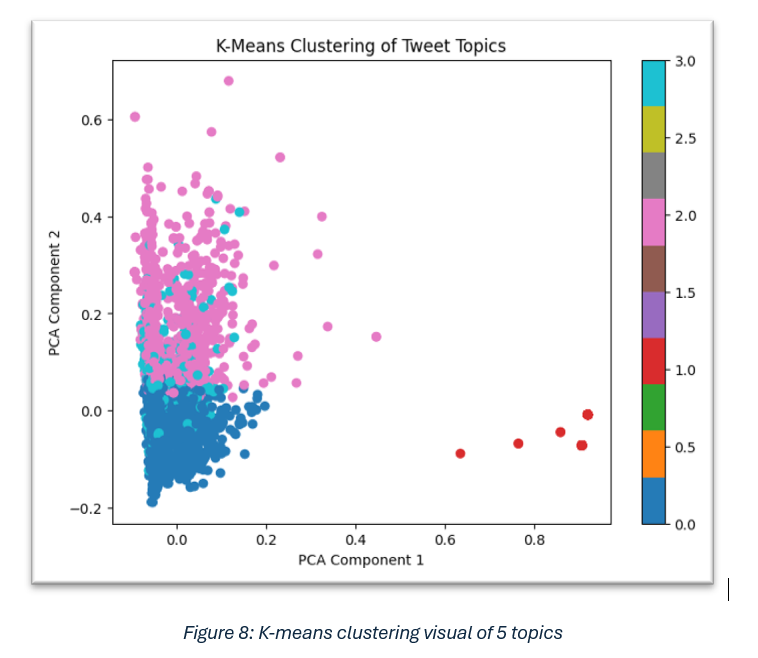 K-Means Clustering of Tweet Topics
PCA Component 2
0.6
0.4
0.2
0.0
−0.2
0.0 0.2 0.4 0.6 0.8
PCA Component 1
3.0
2.5
2.0
1.5
1.0
0.5
0.0
Figure 8: K-means clustering visual of 5 topics